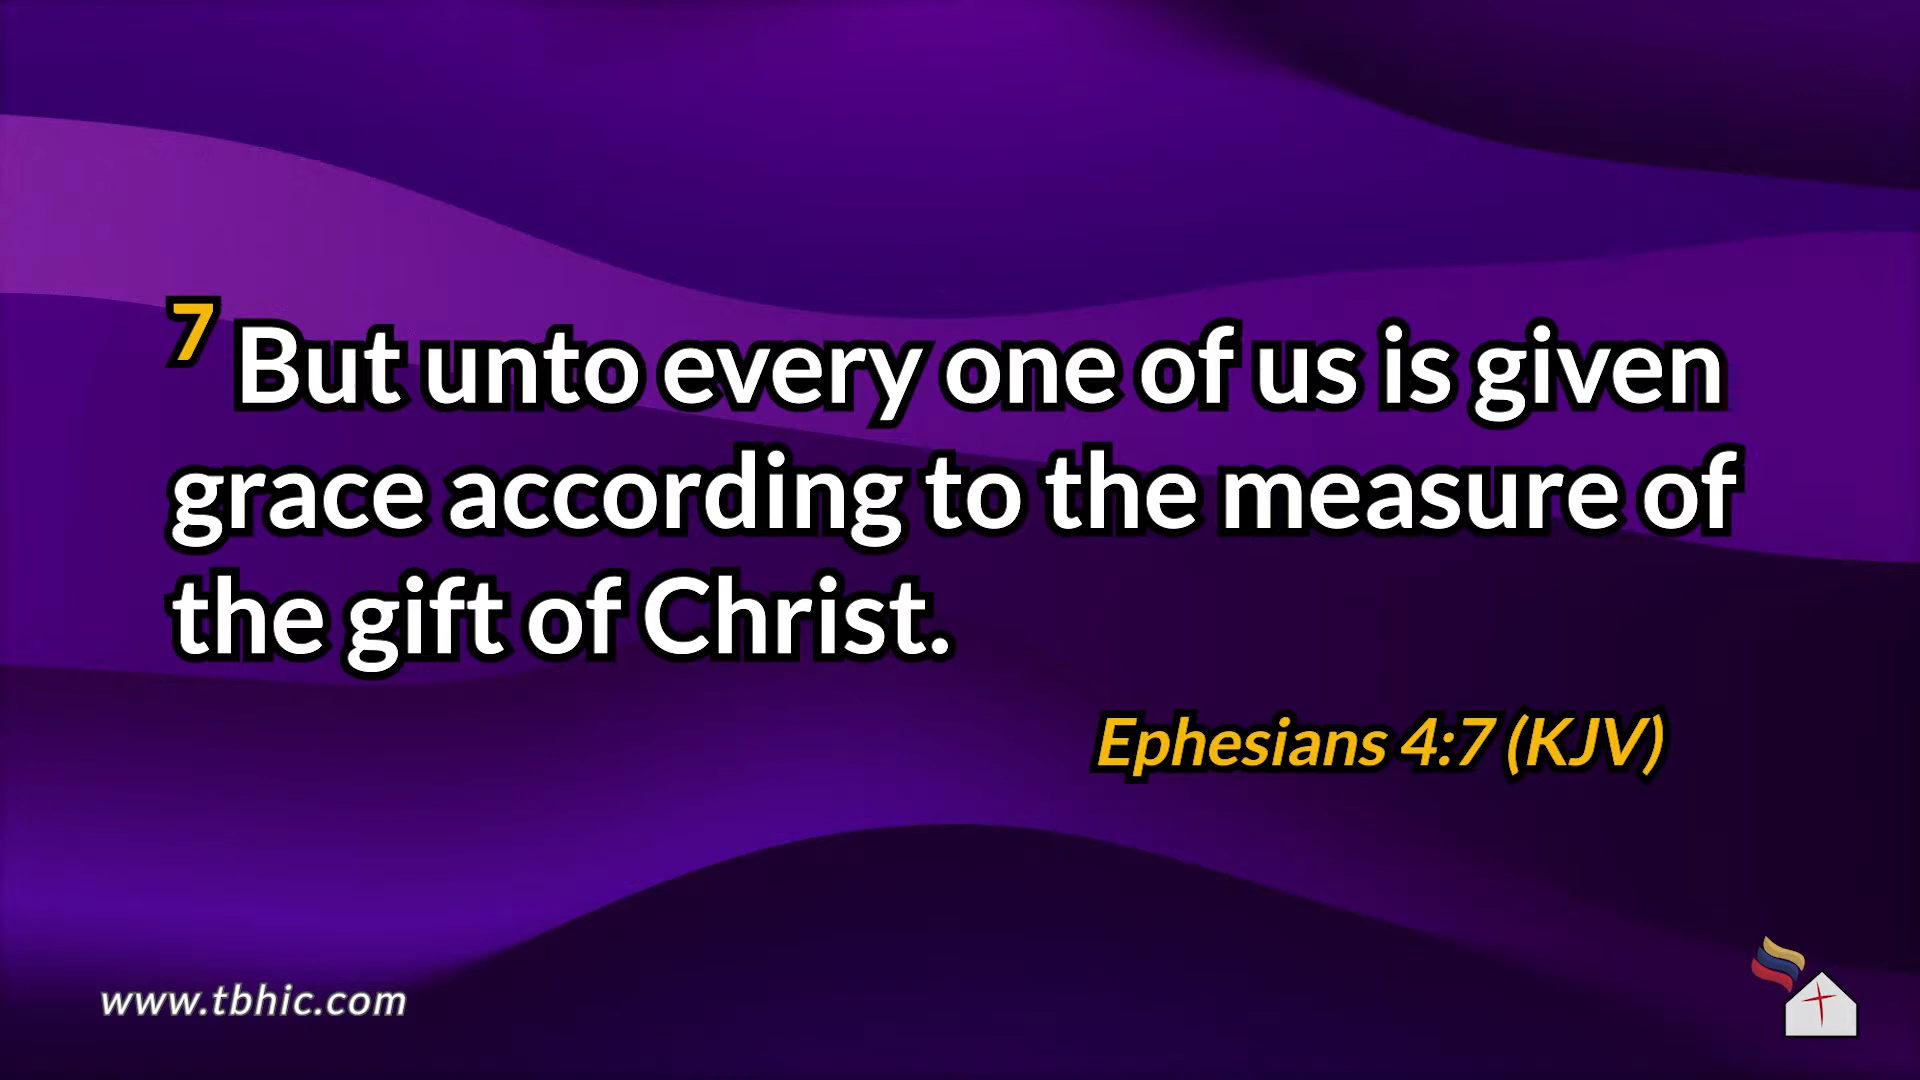 7 But unto every one of us is given
grace according to the measure of
the gift of Christ.
Ephesians 4:7 (KJV)
www.tbhic.com